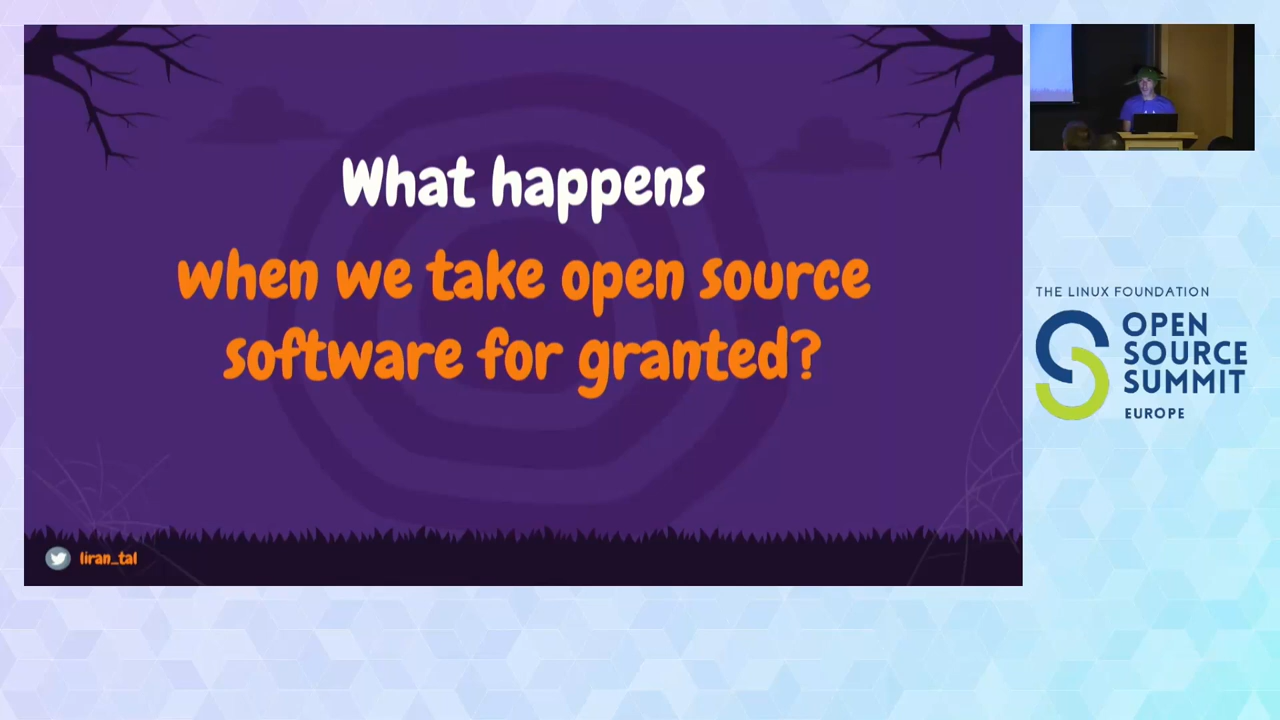 What happens
when we take open source
software for granted?
liran_tal
THE LINUX FOUNDATION
OPEN
SOURCE
SUMMIT
EUROPE